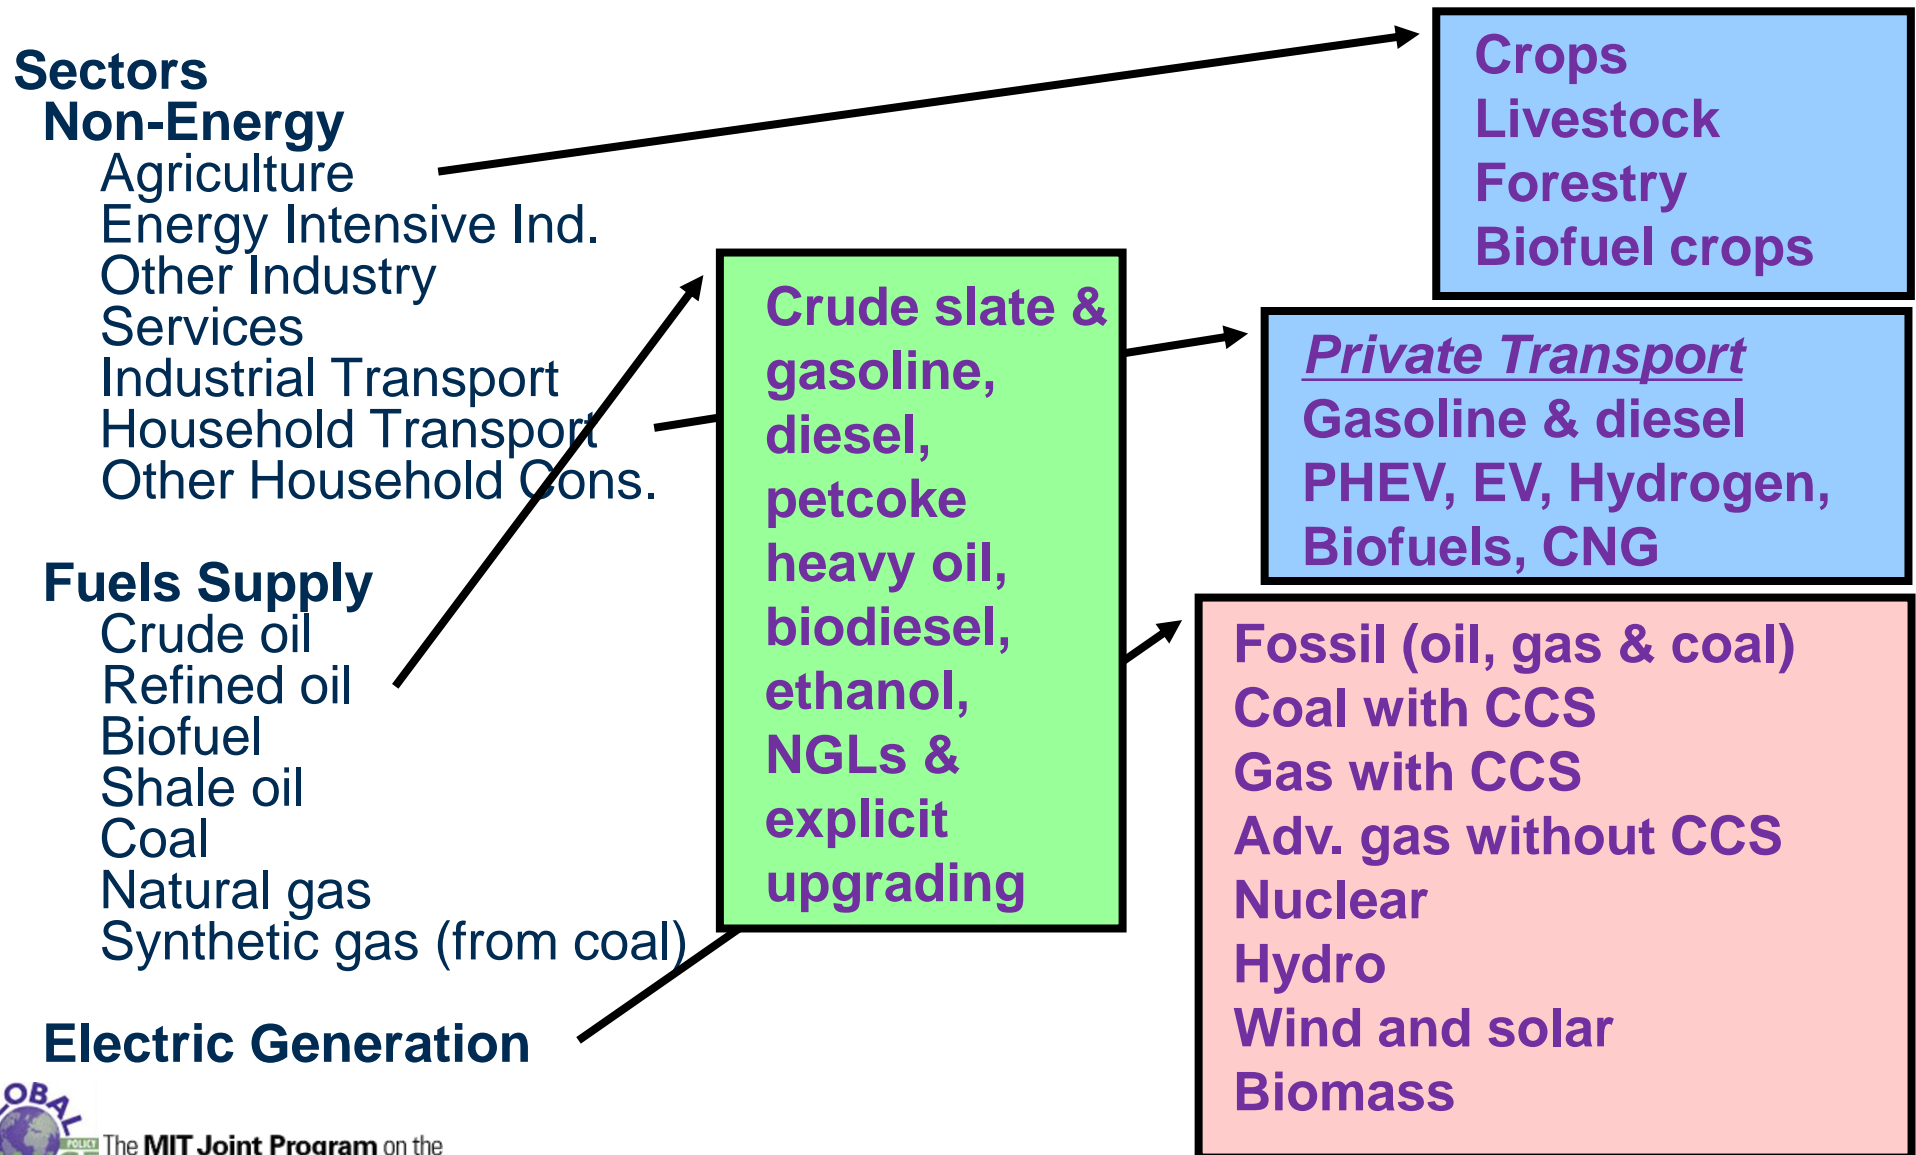 Sectors
Non-Energy
Agriculture
Energy Intensive Ind.
Other Industry
Services
Industrial Transport
Household Transport
Other Household Cons.
Fuels Supply
Crude oil
Refined oil
Biofuel
Shale oil
Coal
Natural gas
Synthetic gas (from coal)
Electric Generation
Crude slate &
gasoline,
diesel,
petcoke
heavy oil,
biodiesel,
ethanol,
NGLs &
explicit
upgrading
Crops
Livestock
Forestry
Biofuel crops
Private Transport
Gasoline & diesel
PHEV, EV, Hydrogen,
Biofuels, CNG
Fossil (oil, gas & coal)
Coal with CCS
Gas with CCS
Adv. gas without CCS
Nuclear
Hydro
Wind and solar
Biomass
POLICY
The MIT Joint Program on the